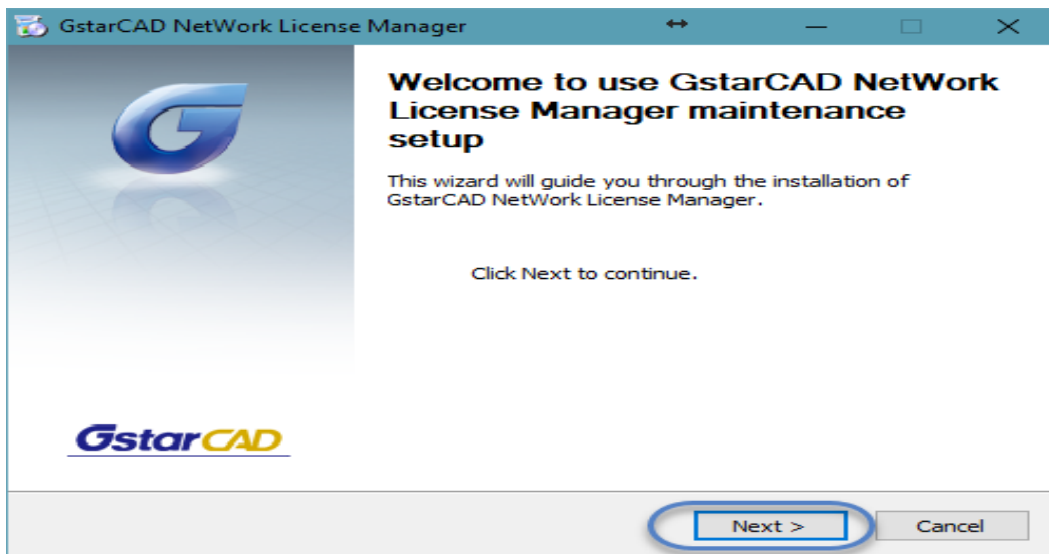 GstarCAD NetWork License Manager
Welcome to use GstarCAD NetWork
License Manager maintenance
setup
This wizard will guide you through the installation of
GstarCAD NetWork License Manager.
Click Next to continue.
GstarCAD
Next >
Cancel